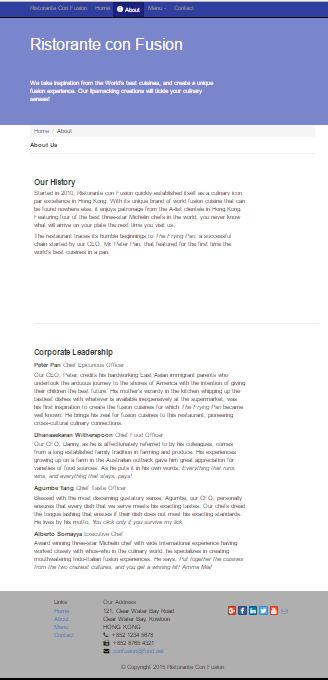 Ristorante Con Fusion Home About Menu Contact
Ristorante con Fusion
We take inspiration from the World's best cuisines, and create a unique
fusion experience. Our lipsmacking creations will tickle your culinary
senses!
Home / About
About Us
Our History
Started in 2010, Ristorante con Fusion quickly established itself as a culinary icon
par excellence in Hong Kong. With its unique brand of world fusion cuisine that can
be found nowhere else, it enjoys patronage from the A-list clientele in Hong Kong.
Featuring four of the best three-star Michelin chefs in the world, you never know
what will arrive on your plate the next time you visit us.
The restaurant traces its humble beginnings to The Frying Pan, a successful
chain started by our CEO, Mr. Peter Pan, that featured for the first time the
world's best cuisines in a pan.
Corporate Leadership
Peter Pan Chief Epicurious Officer
Our CEO, Peter, credits his hardworking East Asian immigrant parents who
undertook the arduous journey to the shores of America with the intention of giving
their children the best future. His mother's wizardy in the kitchen whipping up the
tastiest dishes with whatever is available inexpensively at the supermarket, was
his first inspiration to create the fusion cuisines for which The Frying Pan became
well known. He brings his zeal for fusion cuisines to this restaurant, pioneering
cross-cultural culinary connections.
Dhanasekaran Witherspoon Chief Food Officer
Our CFO, Danny, as he is affectionately referred to by his colleagues, comes
from a long established family tradition in farming and produce. His experiences
growing up on a farm in the Australian outback gave him great appreciation for
varieties of food sources. As he puts it in his own words, Everything that runs,
wins, and everything that stays, pays!
Agumbe Tang Chief Taste Officer
Blessed with the most discerning gustatory sense, Agumbe, our CFO, personally
ensures that every dish that we serve meets his exacting tastes. Our chefs dread
the tongue lashing that ensues if their dish does not meet his exacting standards.
He lives by his motto, You click only if you survive my lick.
Alberto Somayya Executive Chef
Award winning three-star Michelin chef with wide International experience having
worked closely with whos-who in the culinary world, he specializes in creating
mouthwatering Indo-Italian fusion experiences. He says, Put together the cuisines
from the two craziest cultures, and you get a winning hit! Amma Mia!
Links
Home
About
Menu
Contact
Our Address
121, Clear Water Bay Road
Clear Water Bay, Kowloon
HONG KONG
+852 1234 5678
+852 8765 4321
confusion@food.net
© Copyright 2015 Ristorante Con Fusion